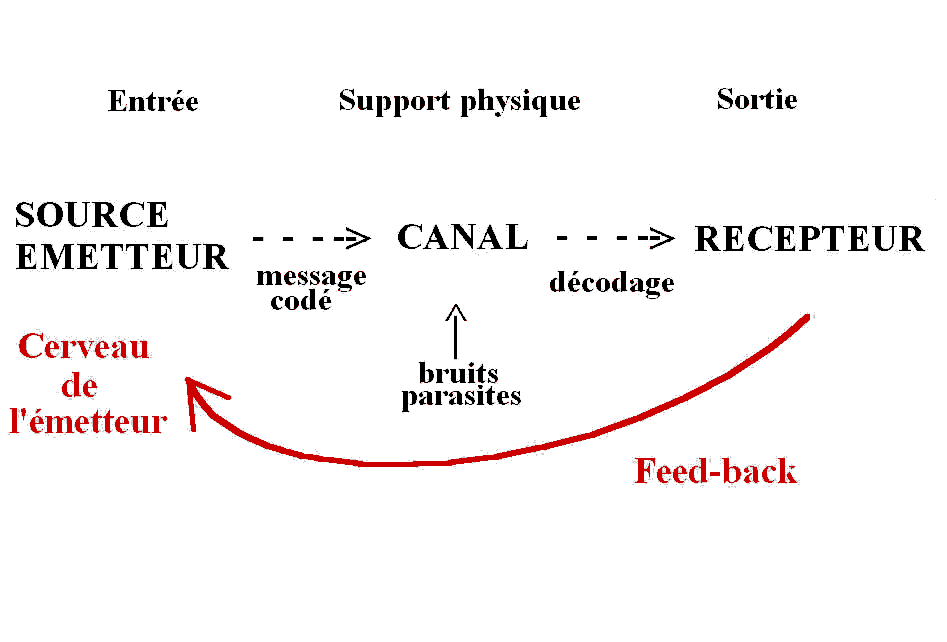 Entrée
Support physique
Sortie
SOURCE
EMETTEUR
message
codé
CANAL
décodage
RECEPTEUR
bruits
parasites
Cerveau
de
l'émetteur
Feed-back